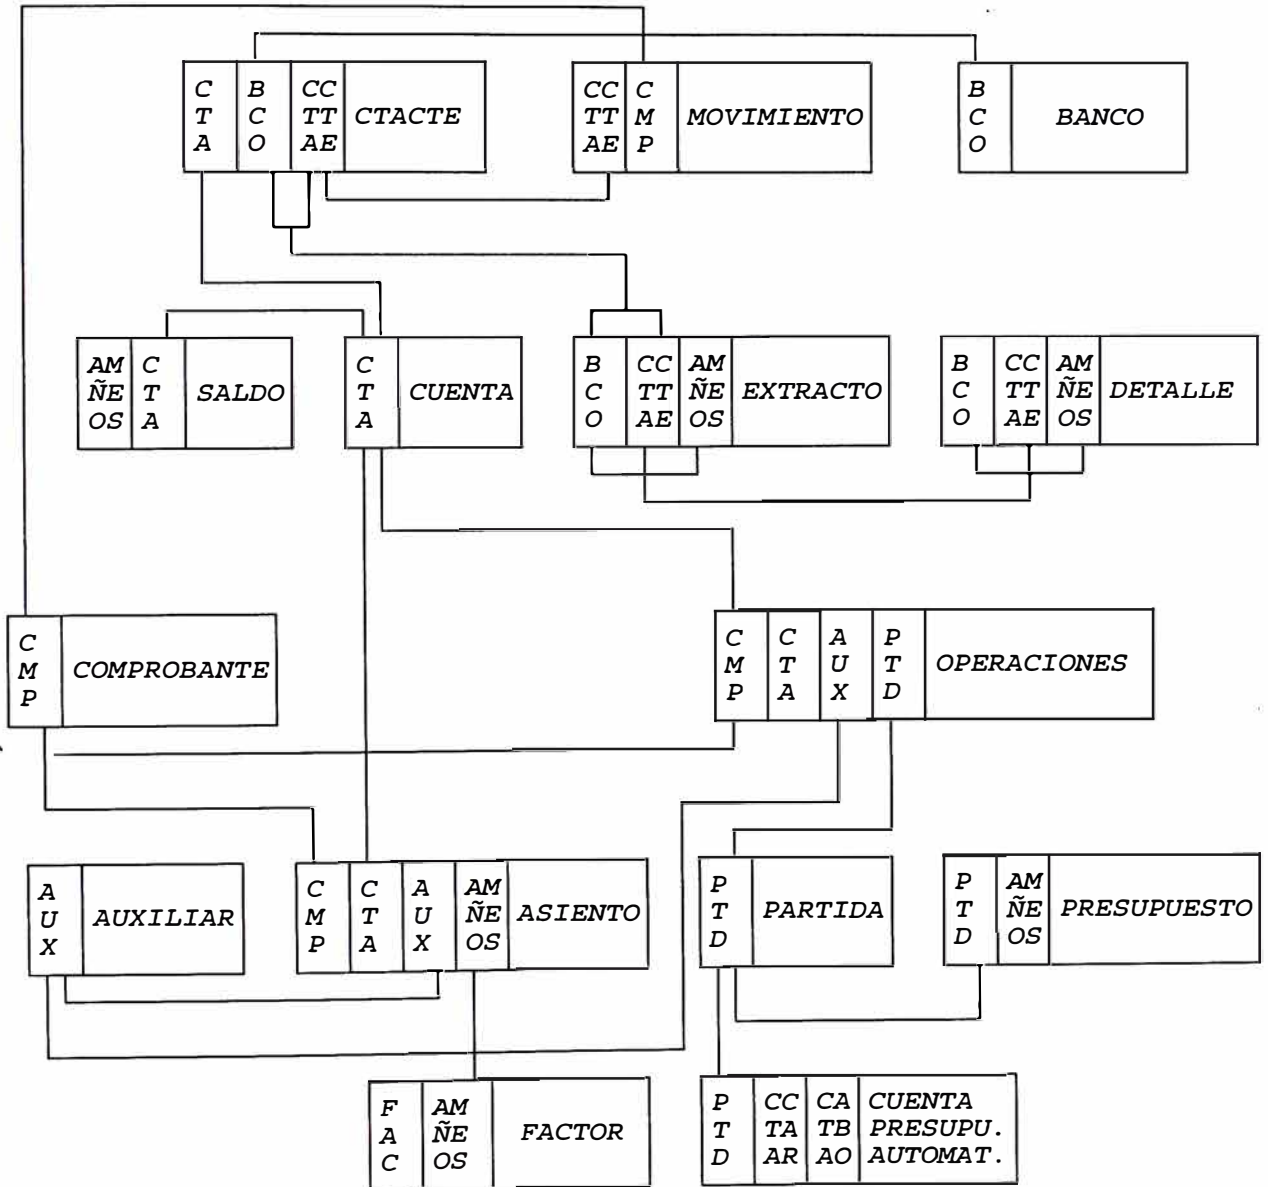 C B CC CTACTE
T C TT
A O AE
CC C MOVIMIENTO
TT M
AE P
B BANCO
C
O
AM C SALDO
ÑE T
OS A
C CUENTA
T
A
B CC AM EXTRACTO
C TT ÑE
O AE OS
B CC AM DETALLE
C TT ÑE
O AE OS
C COMPROBANTE
M
P
C C A P OPERACIONES
M T U T
P A X D
A AUXILIAR
U
X
C C A AM ASIENTO
M T U ÑE
P A X OS
P PARTIDA
T
D
P AM PRESUPUESTO
T ÑE
D OS
F AM FACTOR
A ÑE
C OS
P CC CA CUENTA
T TA TB PRESUPU.
D AR AO AUTOMAT.